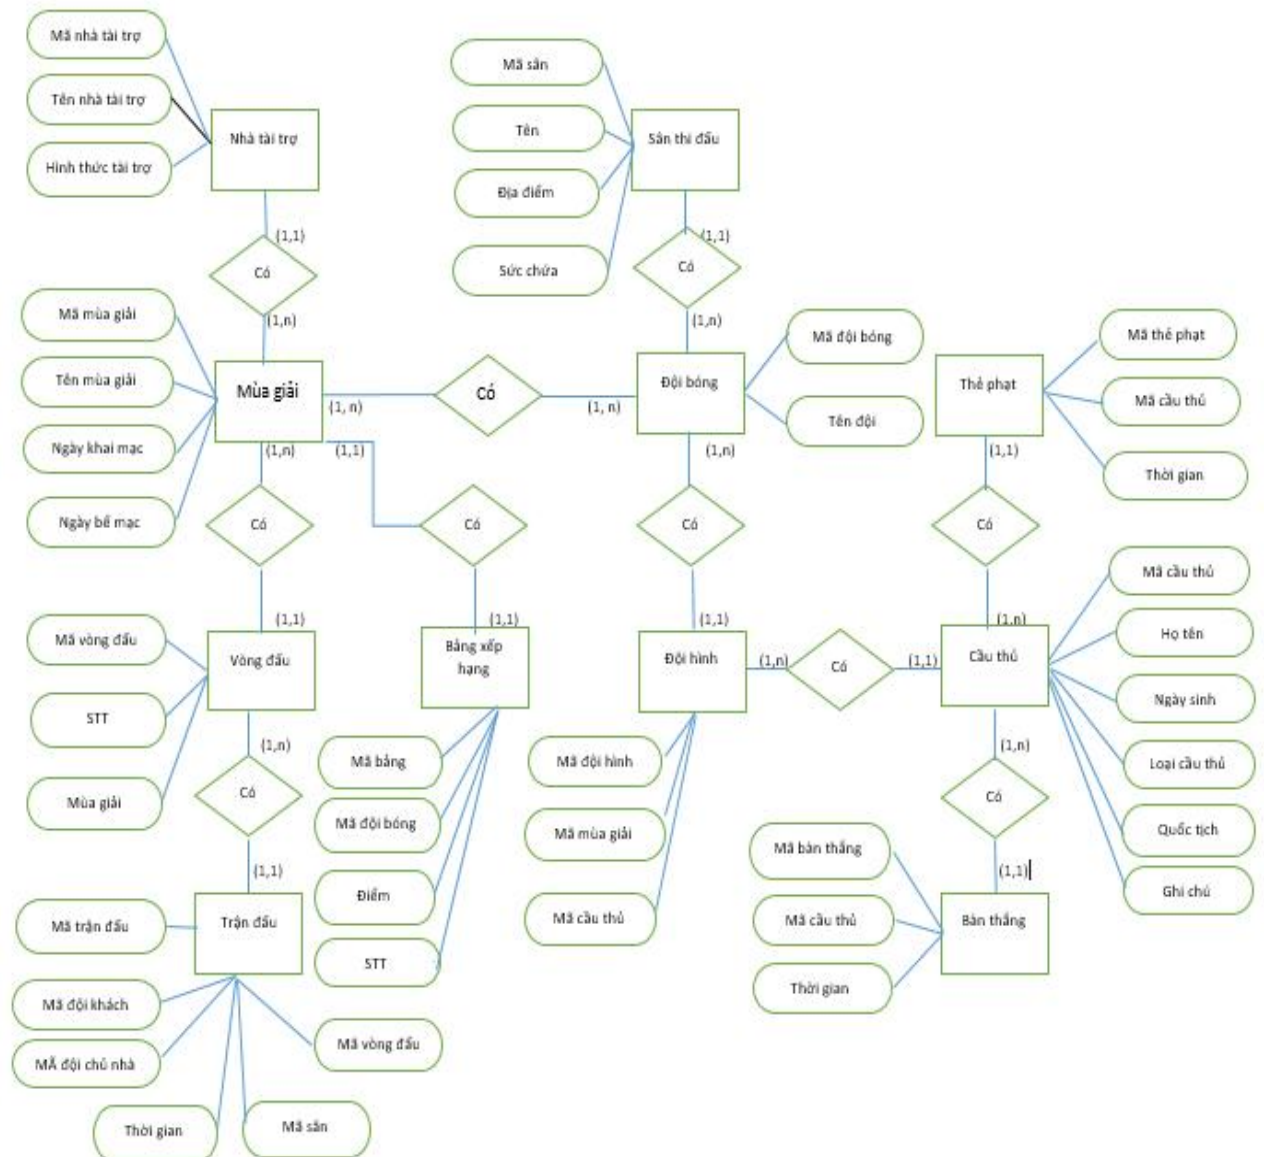 Mã nhà tài trợ
Tên nhà tài trợ
Hình thức tài trợ
Nhà tài trợ
(1,1)
Có
(1,n)
Mã sân
Tên
Địa điểm
Sức chứa
Sân thi đấu
(1,1)
Có
(1,n)
Mã mùa giải
Tên mùa giải
Ngày khai mạc
Ngày bế mạc
Mùa giải
(1, n)
Có
(1, n)
Đội bóng
Mã đội bóng
Tên đội
Thẻ phạt
Mã thẻ phạt
Mã cầu thủ
Thời gian
(1,n)
(1,1)
(1,n)
(1,1)
Có
Có
Có
Có
(1,1)
(1,1)
(1,1)
(1,n)
Mã vòng đấu
STT
Mùa giải
Vòng đấu
Bảng xếp
hạng
Đội hình
(1,n)
Có
(1,1)
Cầu thủ
Mã cầu thủ
Họ tên
Ngày sinh
Loại cầu thủ
Quốc tịch
Ghi chú
(1,n)
Có
(1,1)
Mã bảng
Mã đội bóng
Điểm
STT
Mã đội hình
Mã mùa giải
Mã cầu thủ
(1,n)
Có
(1,1)
Mã bàn thắng
Mã cầu thủ
Thời gian
Bàn thắng
Trận đấu
Mã trận đấu
Mã đội khách
MÃ đội chủ nhà
Thời gian
Mã sân
Mã vòng đấu